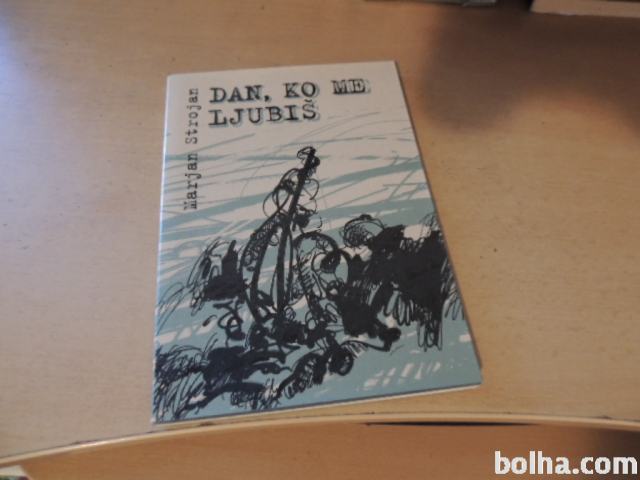 DAN, KO ME
LJUBIŠ
Marjan Strojan
bolha.com